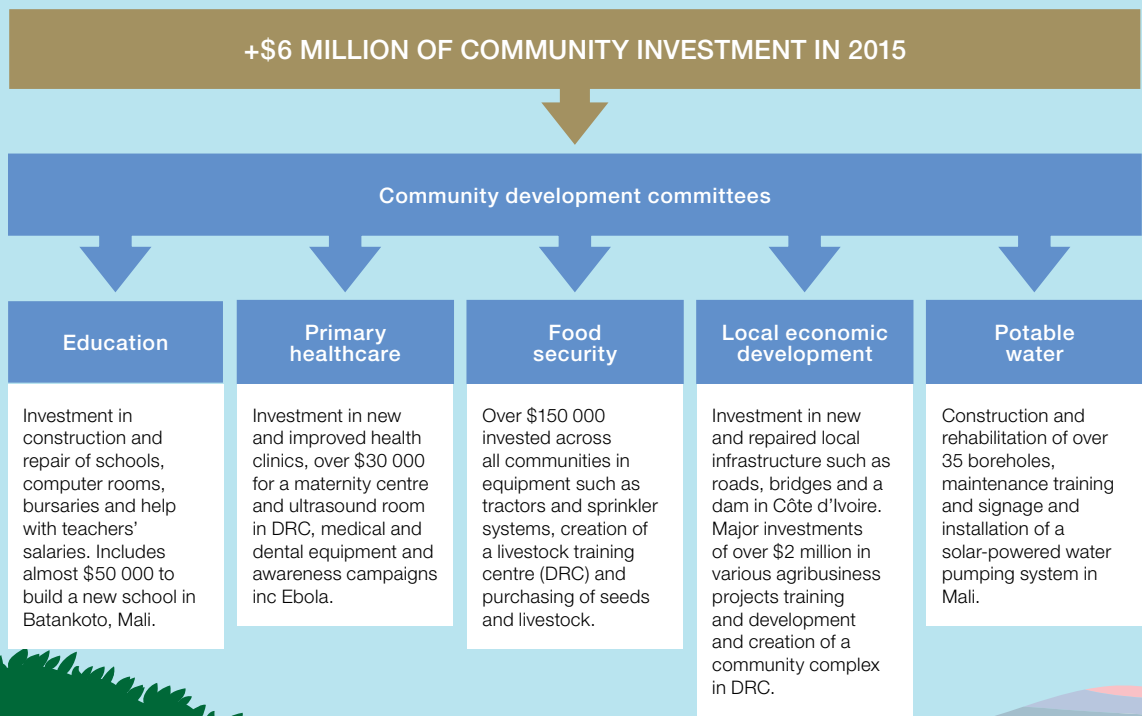 +$6 MILLION OF COMMUNITY INVESTMENT IN 2015
Community development committees
Education
Investment in
construction and
repair of schools,
computer rooms,
bursaries and help
with teachers'
salaries. Includes
almost $50 000 to
build a new school in
Batankoto, Mali.
Primary
healthcare
Investment in new
and improved health
clinics, over $30 000
for a maternity centre
and ultrasound room
in DRC, medical and
dental equipment and
awareness campaigns
inc Ebola.
Food
security
Over $150 000
invested across
all communities in
equipment such as
tractors and sprinkler
systems, creation of
a livestock training
centre (DRC) and
purchasing of seeds
and livestock.
Local economic
development
Investment in new
and repaired local
infrastructure such as
roads, bridges and a
dam in Côte d'Ivoire.
Major investments
of over $2 million in
various agribusiness
projects training
and development
and creation of a
community complex
in DRC.
Potable
water
Construction and
rehabilitation of over
35 boreholes,
maintenance training
and signage and
installation of a
solar-powered water
pumping system in
Mali.